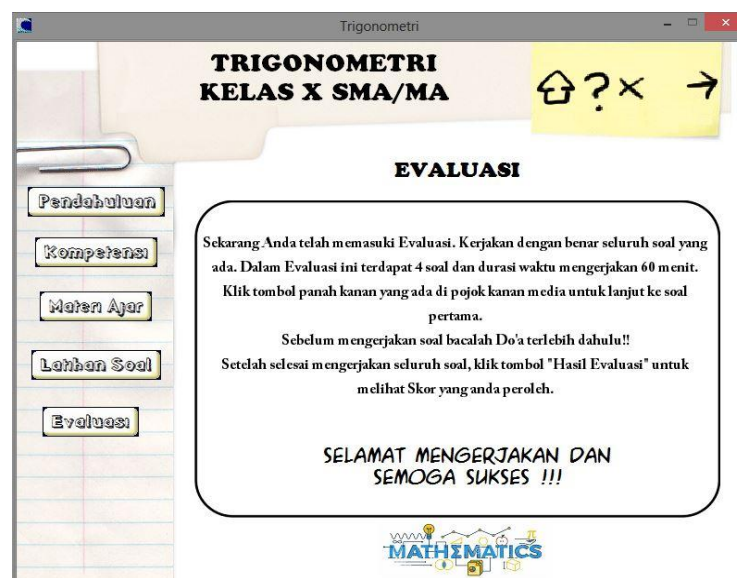 Trigonometri
TRIGONOMETRI
KELAS X SMA/MA
?×
EVALUASI
Pendahuluan
Kompetensi
Materi Ajar
Latihan Soal
Evaluasi
Sekarang Anda telah memasuki Evaluasi. Kerjakan dengan benar seluruh soal yang
ada. Dalam Evaluasi ini terdapat 4 soal dan durasi waktu mengerjakan 60 menit.
Klik tombol panah kanan yang ada di pojok kanan media untuk lanjut ke soal
pertama.
Sebelum mengerjakan soal bacalah Do'a terlebih dahulu!!
Setelah selesai mengerjakan seluruh soal, klik tombol "Hasil Evaluasi" untuk
melihat Skor yang anda peroleh.
SELAMAT MENGERJAKAN DAN
SEMOGA SUKSES !!!
MATHEMATICS